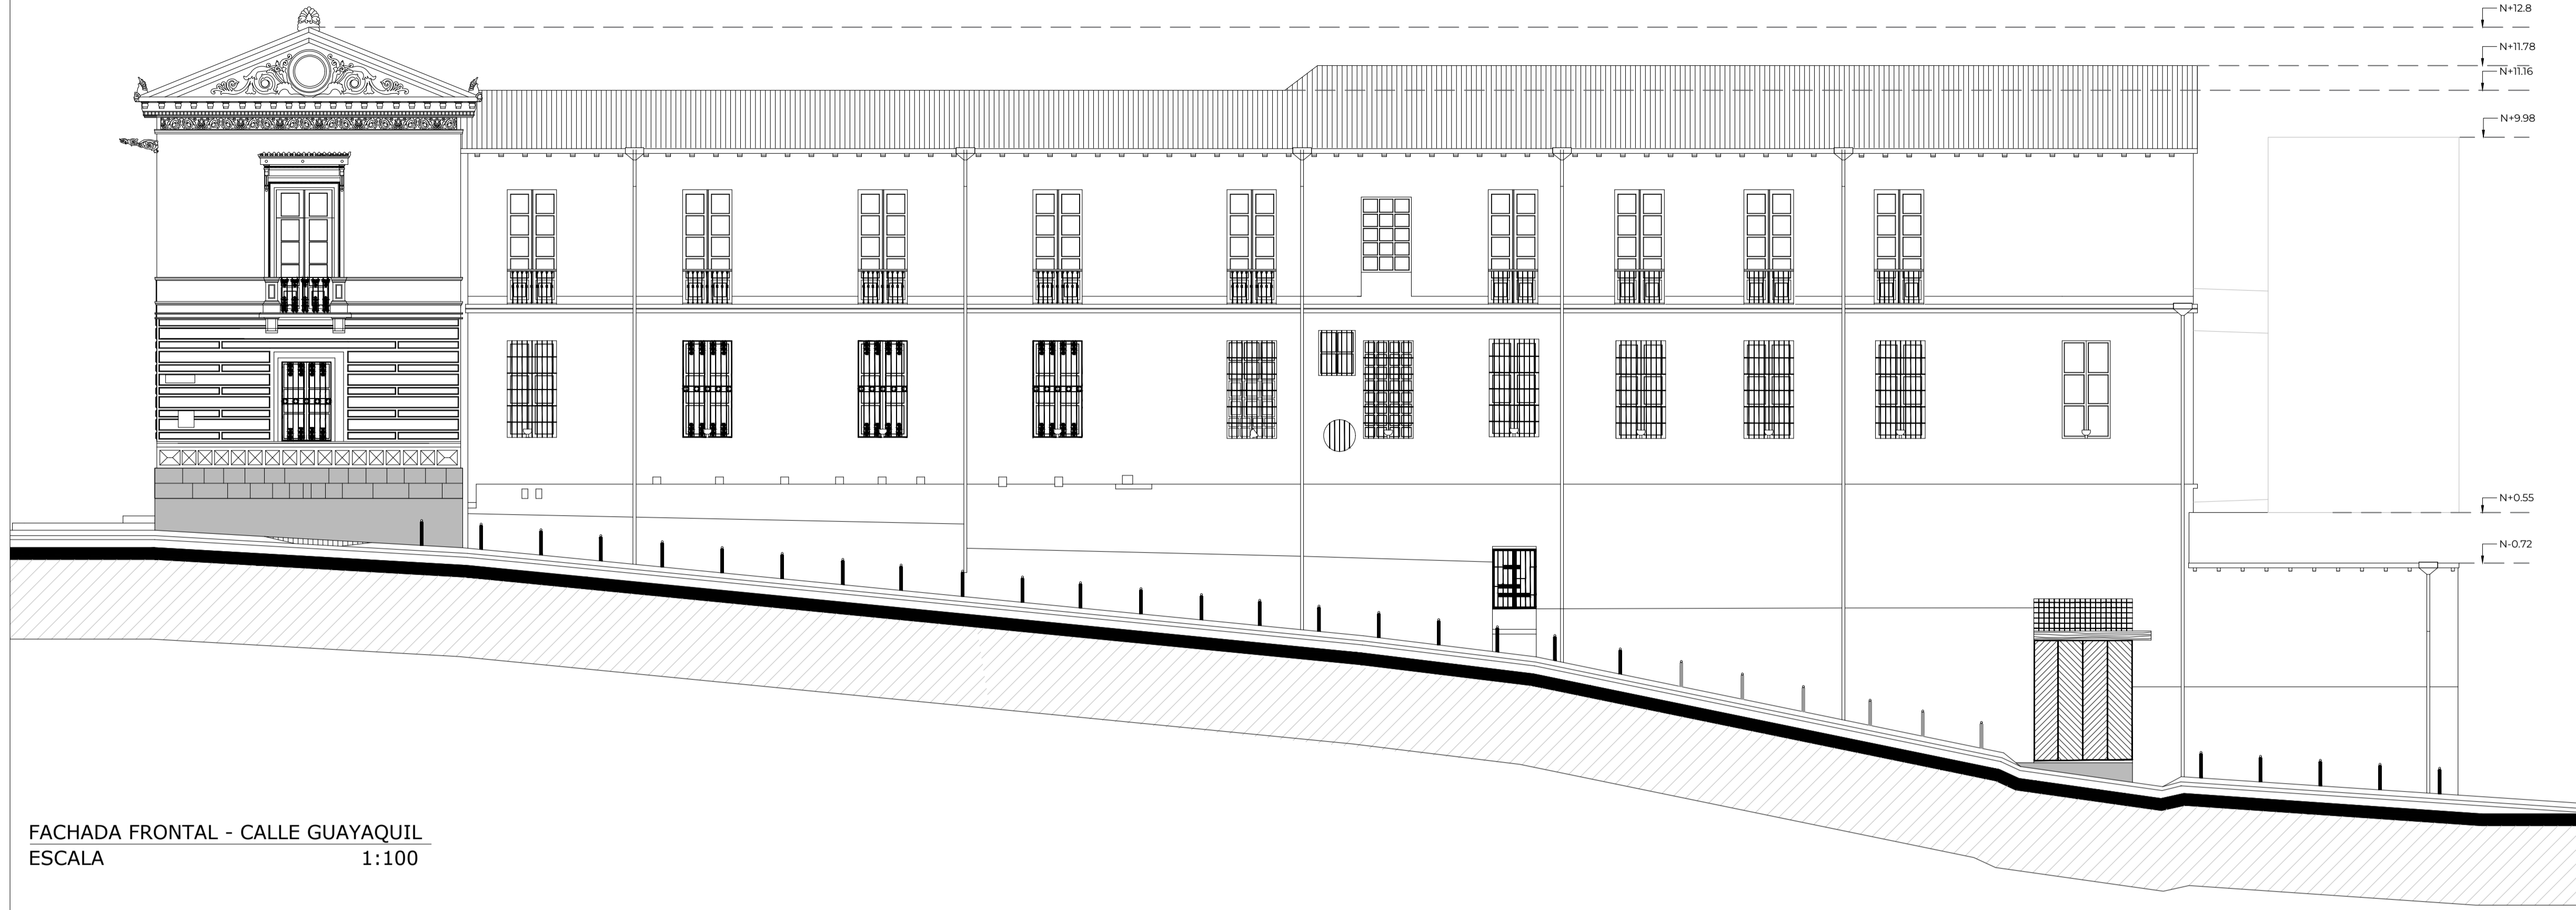 N+12.8
N+11.78
N+11.16
N+9.98
N+0.55
N-0.72
FACHADA FRONTAL - CALLE GUAYAQUIL
ESCALA 1:100